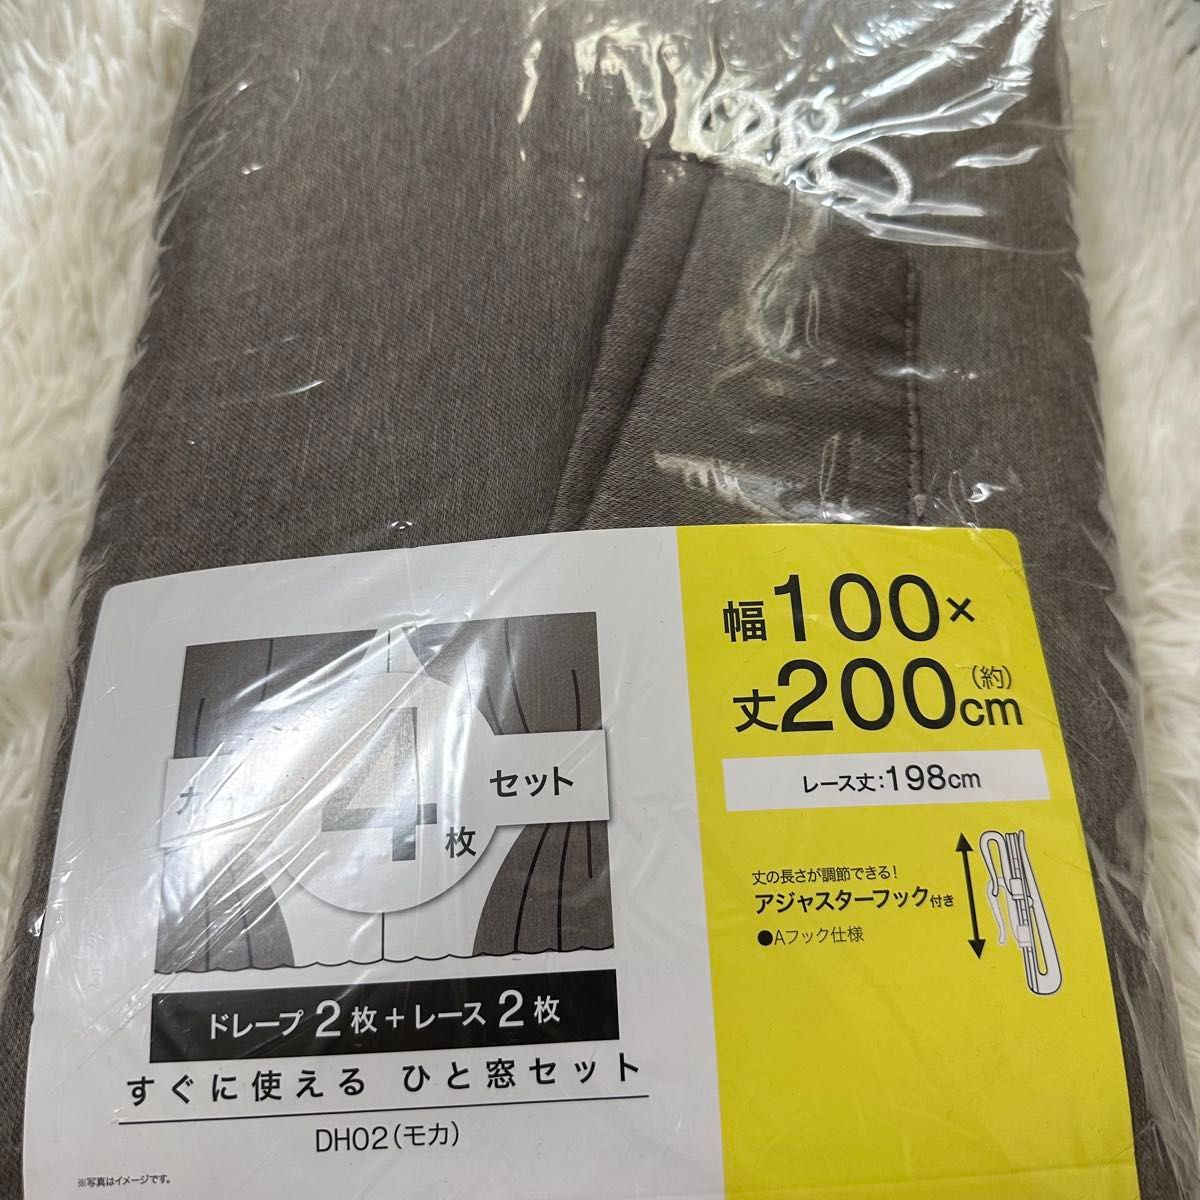 4
枚
セット
ドレープ 2枚+レース 2枚
すぐに使える ひと窓セット
DH02(モカ)
※写真はイメージです。
幅100×
丈200cm
(約)
レース丈:198cm
丈の長さが調節できる!
アジャスターフック付き
●Aフック仕様